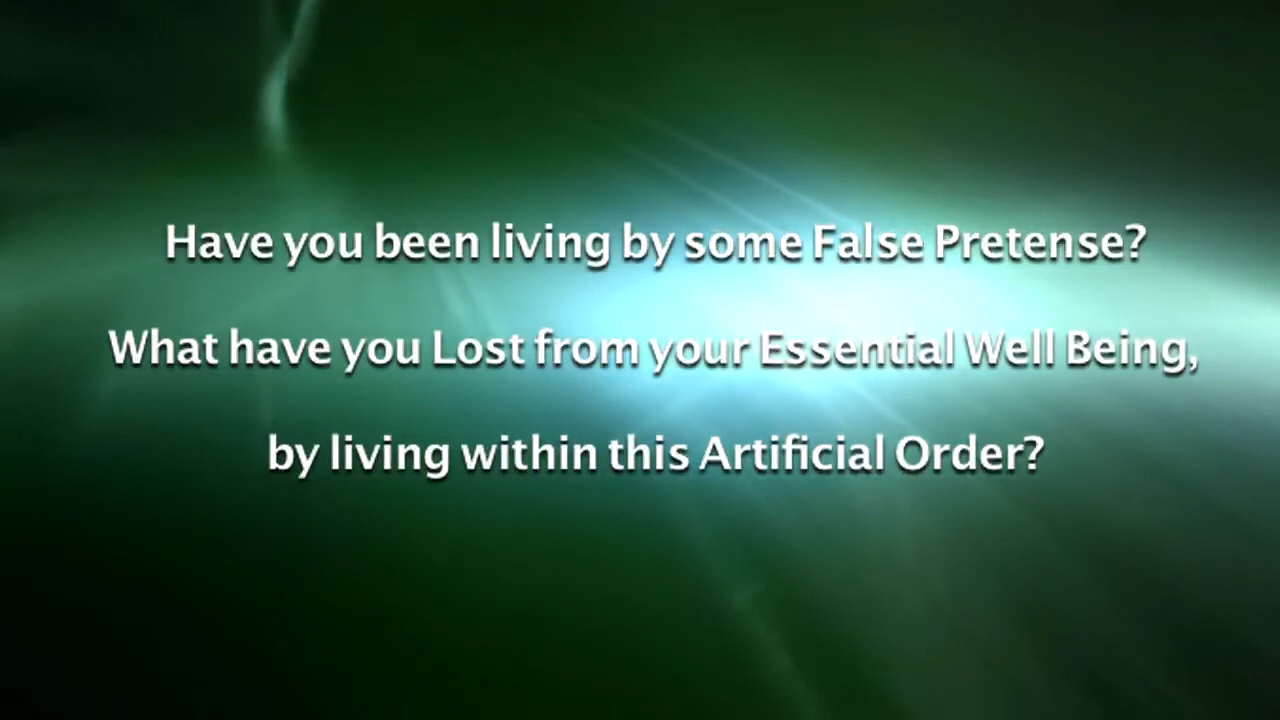 Have you been living by some False Pretense?
What have you Lost from your Essential Well Being,
by living within this Artificial Order?